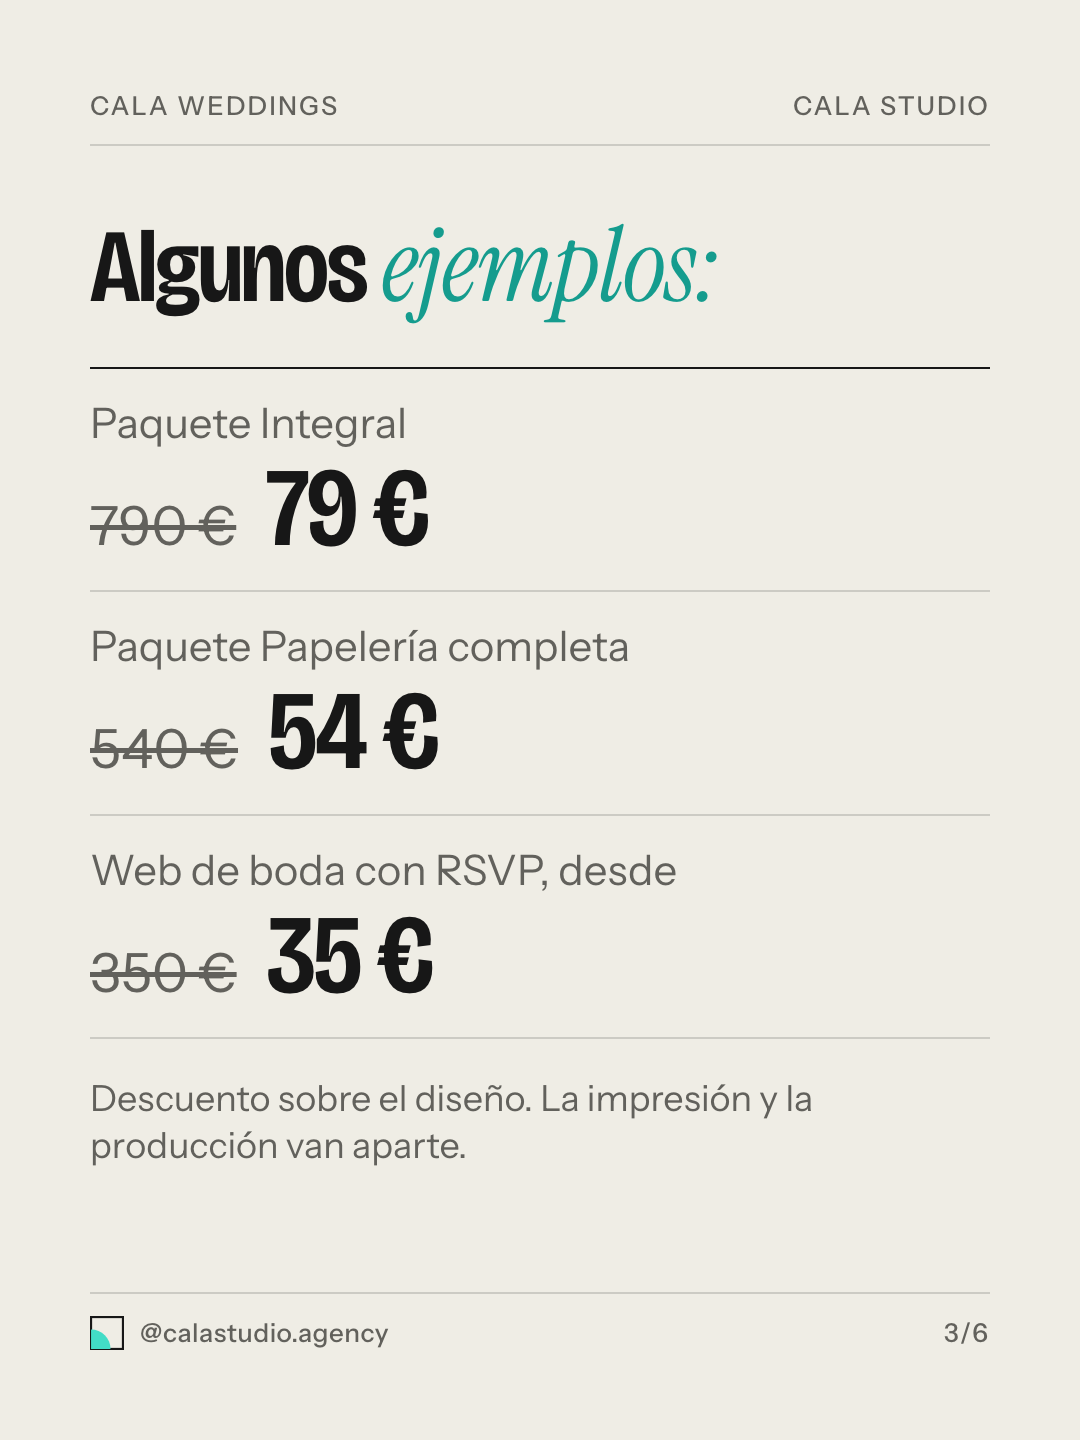 CALA WEDDINGS
CALA STUDIO
Algunos ejemplos:
Paquete Integral
790 € 79 €
Paquete Papelería completa
540 € 54 €
Web de boda con RSVP, desde
350 € 35 €
Descuento sobre el diseño. La impresión y la
producción van aparte.
@calastudio.agency
3/6